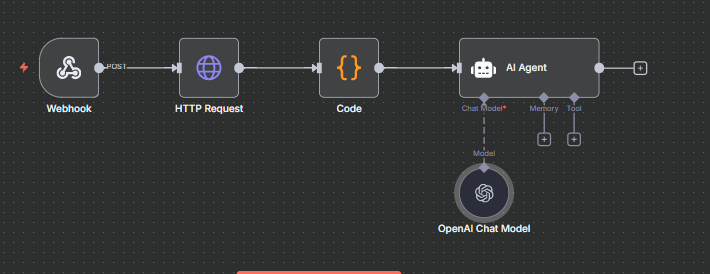 POST
Webhook
HTTP Request
{}
Code
AI Agent
Chat Model*
Memory
Tool
Model
OpenAI Chat Model